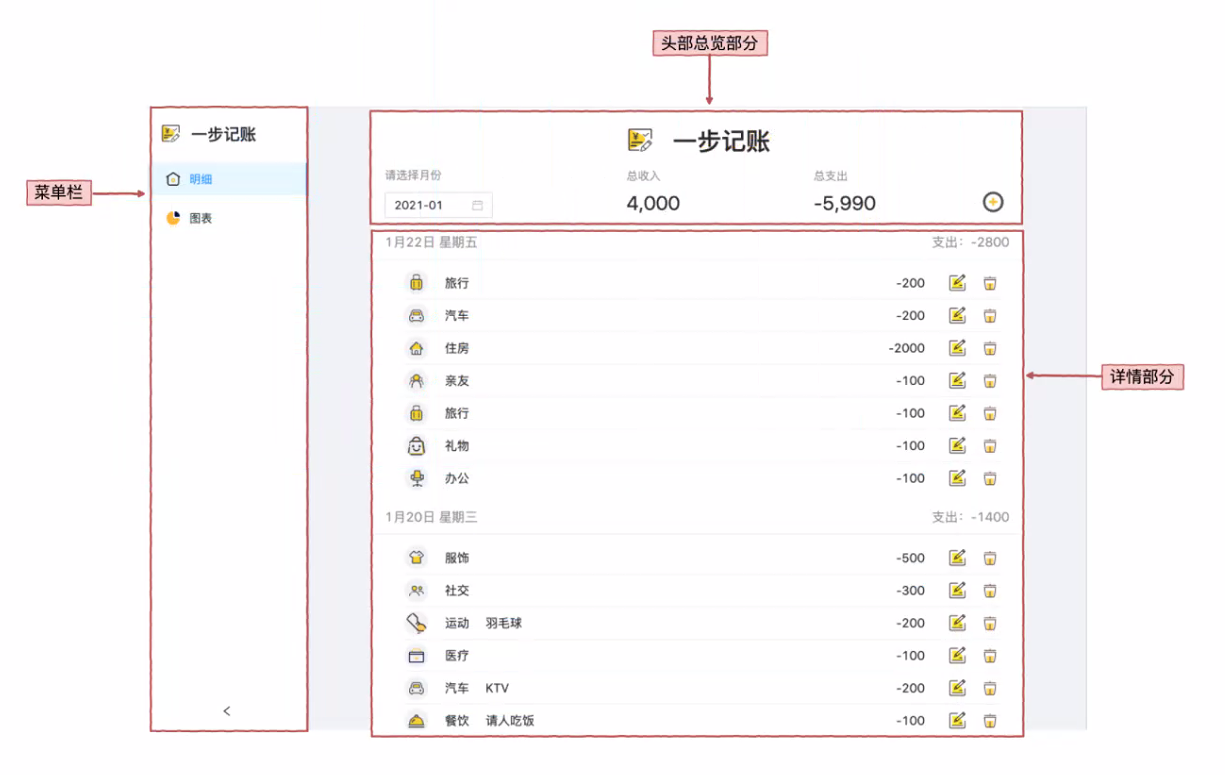 头部总览部分
菜单栏
一步记账
明细
图表
一步记账
请选择月份
总收入
总支出
2021-01
4,000
-5,990
1月22日 星期五
支出: -2800
旅行 -200
汽车 -200
住房 -2000
亲友 -100
旅行 -100
礼物 -100
办公 -100
详情部分
1月20日 星期三
支出: -1400
服饰 -500
社交 -300
运动 羽毛球 -200
医疗 -100
汽车 KTV -200
餐饮 请人吃饭 -100